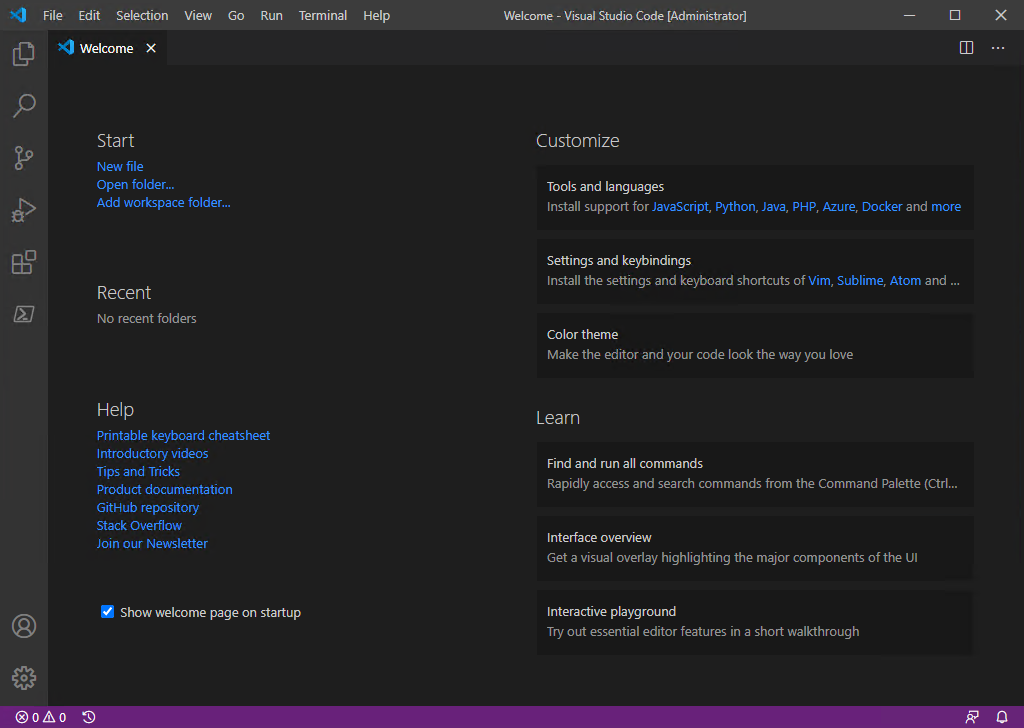 File Edit Selection View Go Run Terminal Help Welcome - Visual Studio Code [Administrator]
Welcome
Start
New file
Open folder...
Add workspace folder...
Recent
No recent folders
Help
Printable keyboard cheatsheet
Introductory videos
Tips and Tricks
Product documentation
GitHub repository
Stack Overflow
Join our Newsletter
Show welcome page on startup
Customize
Tools and languages
Install support for JavaScript, Python, Java, PHP, Azure, Docker and more
Settings and keybindings
Install the settings and keyboard shortcuts of Vim, Sublime, Atom and ...
Color theme
Make the editor and your code look the way you love
Learn
Find and run all commands
Rapidly access and search commands from the Command Palette (Ctrl...
Interface overview
Get a visual overlay highlighting the major components of the UI
Interactive playground
Try out essential editor features in a short walkthrough
0 0